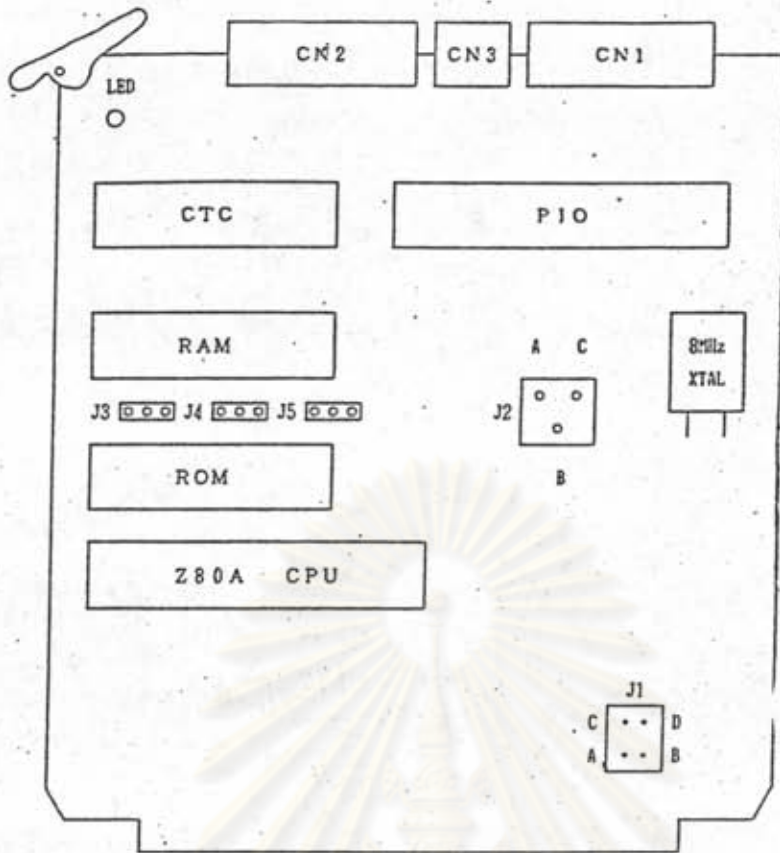 CN2 CN3 CN1
LED
CTC PIO
RAM
A C
8MHz
XTAL
J3 J4 J5 J2
B
ROM
Z80A CPU
J1
C D
A B